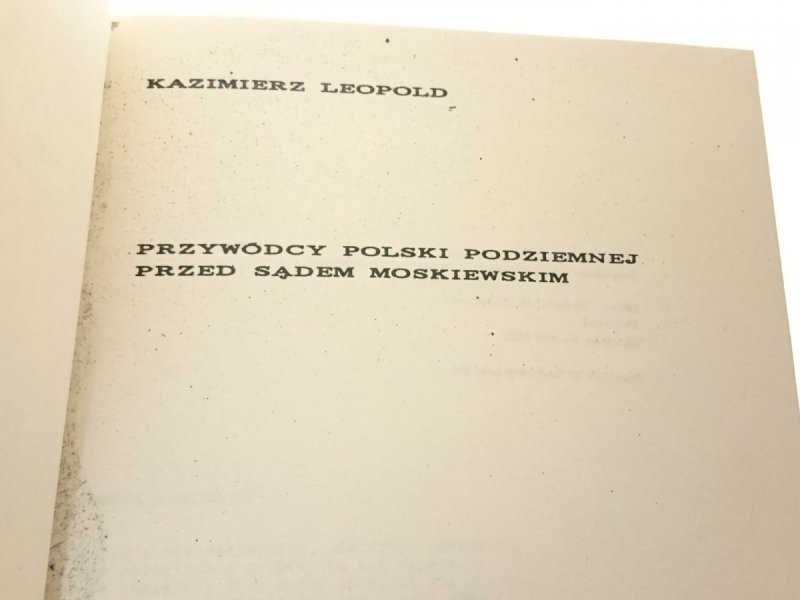 KAZIMIERZ LEOPOLD
PRZYWÓDCY POLSKI PODZIEMNEJ
PRZED SĄDEM MOSKIEWSKIM